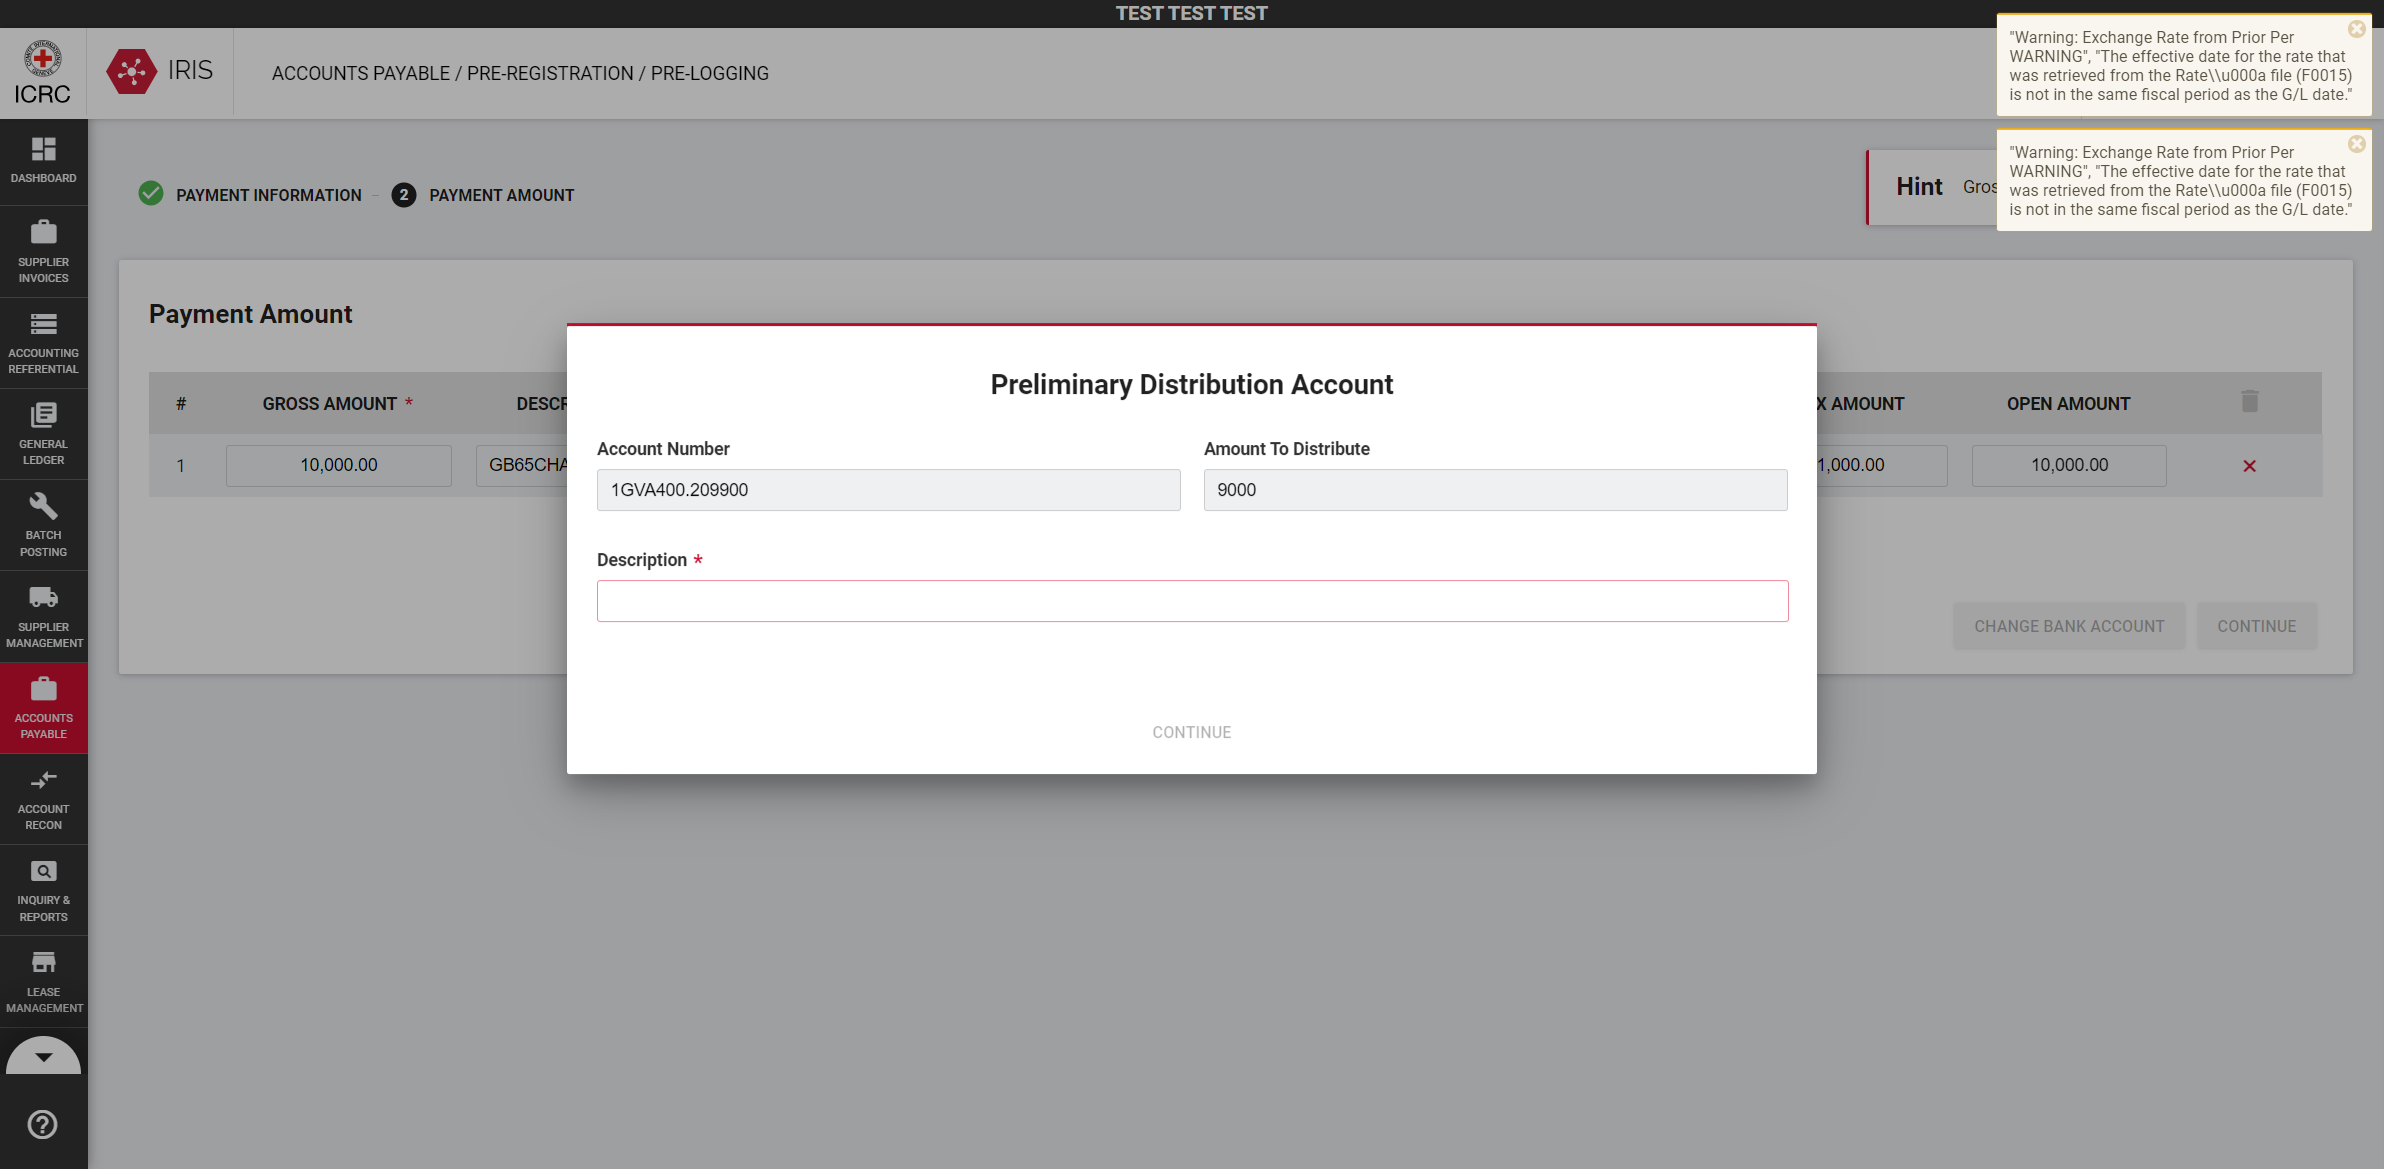 TEST TEST TEST
ICRC
IRIS
ACCOUNTS PAYABLE / PRE-REGISTRATION / PRE-LOGGING
"Warning: Exchange Rate from Prior Per
WARNING", "The effective date for the rate that
was retrieved from the Rate\\u000a file (F0015)
is not in the same fiscal period as the G/L date."
"Warning: Exchange Rate from Prior Per
WARNING", "The effective date for the rate that
was retrieved from the Rate\\u000a file (F0015)
is not in the same fiscal period as the G/L date."
DASHBOARD
SUPPLIER
INVOICES
ACCOUNTING
REFERENTIAL
GENERAL
LEDGER
BATCH
POSTING
SUPPLIER
MANAGEMENT
ACCOUNTS
PAYABLE
ACCOUNT
RECON
INQUIRY &
REPORTS
LEASE
MANAGEMENT
PAYMENT INFORMATION – 2 PAYMENT AMOUNT
Hint Gros
Payment Amount
# GROSS AMOUNT * DESCR X AMOUNT OPEN AMOUNT
1 10,000.00 GB65CHA 1,000.00 10,000.00
CHANGE BANK ACCOUNT CONTINUE
Preliminary Distribution Account
Account Number Amount To Distribute
1GVA400.209900 9000
Description *
CONTINUE